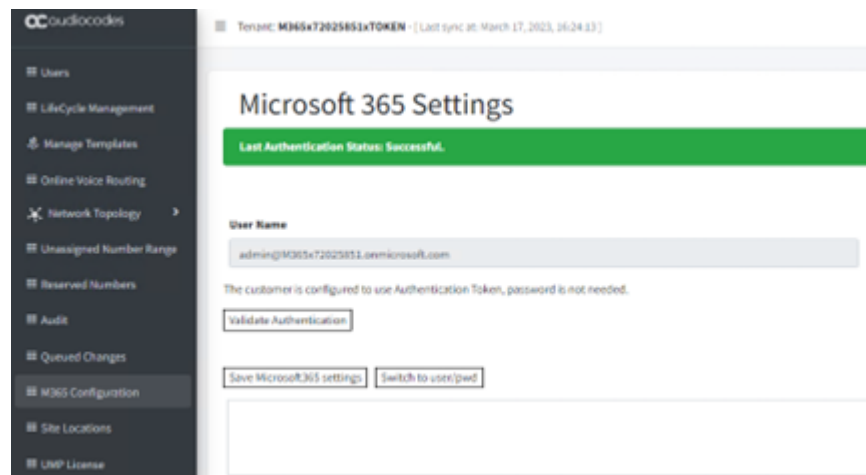 audiocodes
Tenant: M365x72025851xTOKEN - [ Last sync at: March 17, 2023, 16:24:13 ]
Users
LifeCycle Management
Manage Templates
Online Voice Routing
Network Topology
Unassigned Number Range
Reserved Numbers
Audit
Queued Changes
M365 Configuration
Site Locations
UMP License
Microsoft 365 Settings
Last Authentication Status: Successful.
User Name
admin@M365x72025851.onmicrosoft.com
The customer is configured to use Authentication Token, password is not needed.
Validate Authentication
Save Microsoft365 settings
Switch to user/pwd